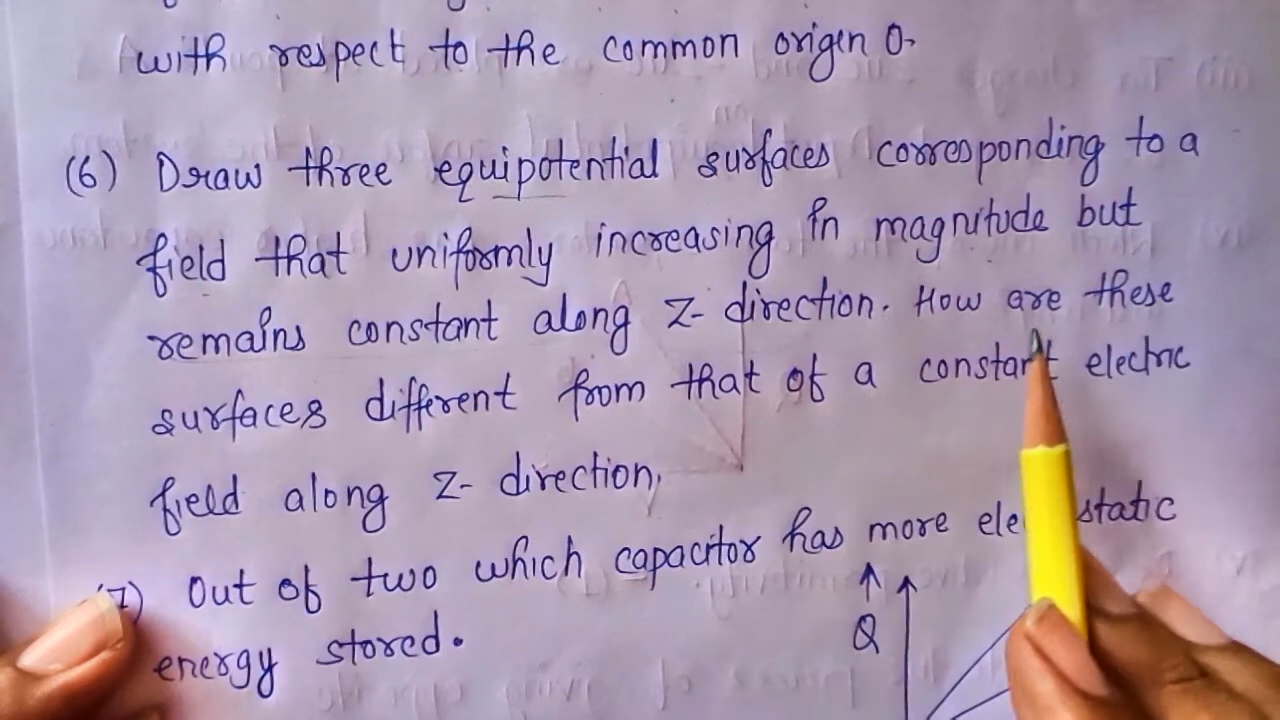 with respect to the common origin O.
(6) Draw three equipotential surfaces corresponding to a
field that uniformly increasing in magnitude but
remains constant along Z- direction. How are these
surfaces different from that of a constant electric
field along Z- direction,
(7) Out of two which capacitor has more static
energy stored.
Q